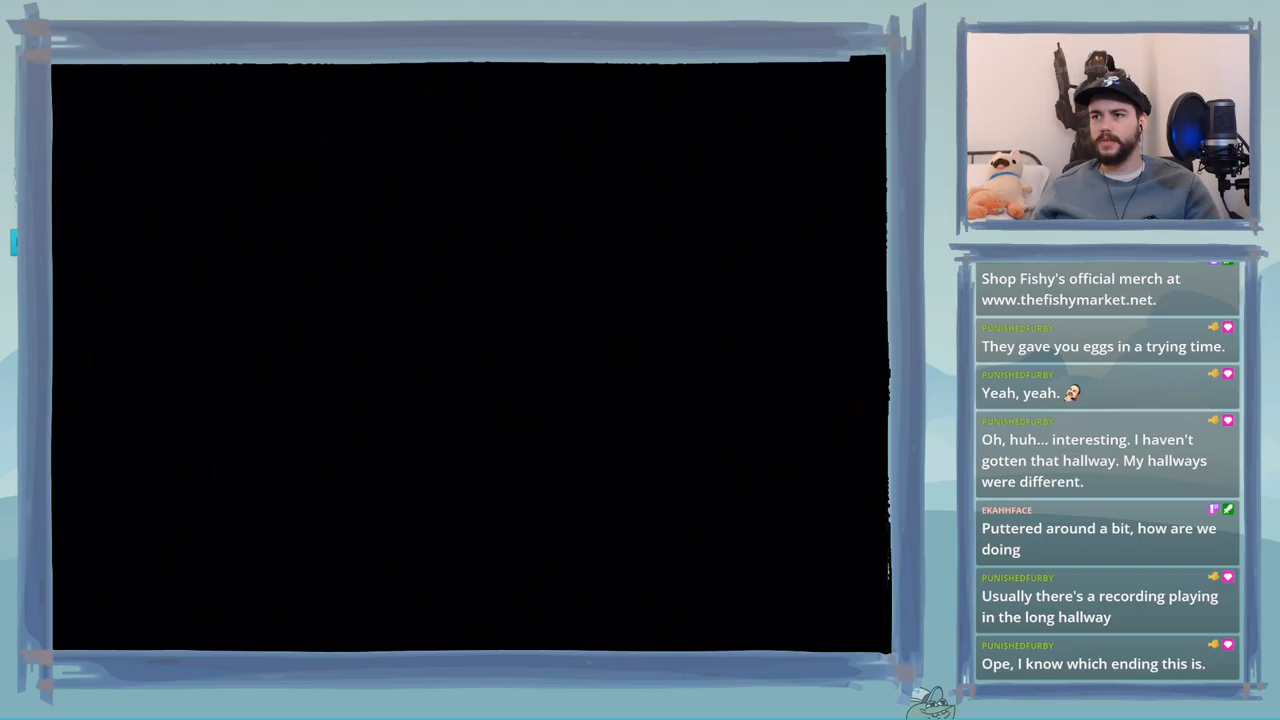 Shop Fishy's official merch at
www.thefishymarket.net.
PUNISHEDFURBY
They gave you eggs in a trying time.
PUNISHEDFURBY
Yeah, yeah.
PUNISHEDFURBY
Oh, huh... interesting. I haven't
gotten that hallway. My hallways
were different.
EKAHHFACE
Puttered around a bit, how are we
doing
PUNISHEDFURBY
Usually there's a recording playing
in the long hallway
PUNISHEDFURBY
Ope, I know which ending this is.